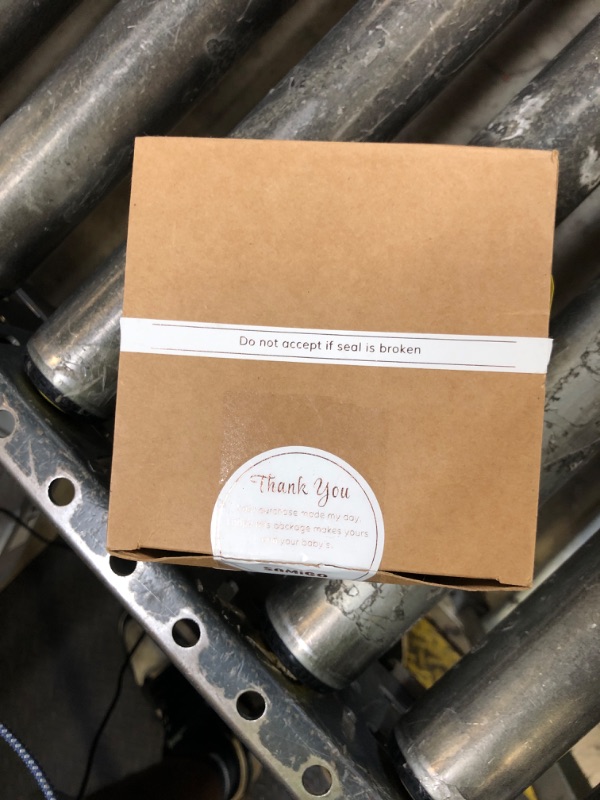 Do not accept if seal is broken
Thank You
purchase made my day,
package makes yours
your baby's.